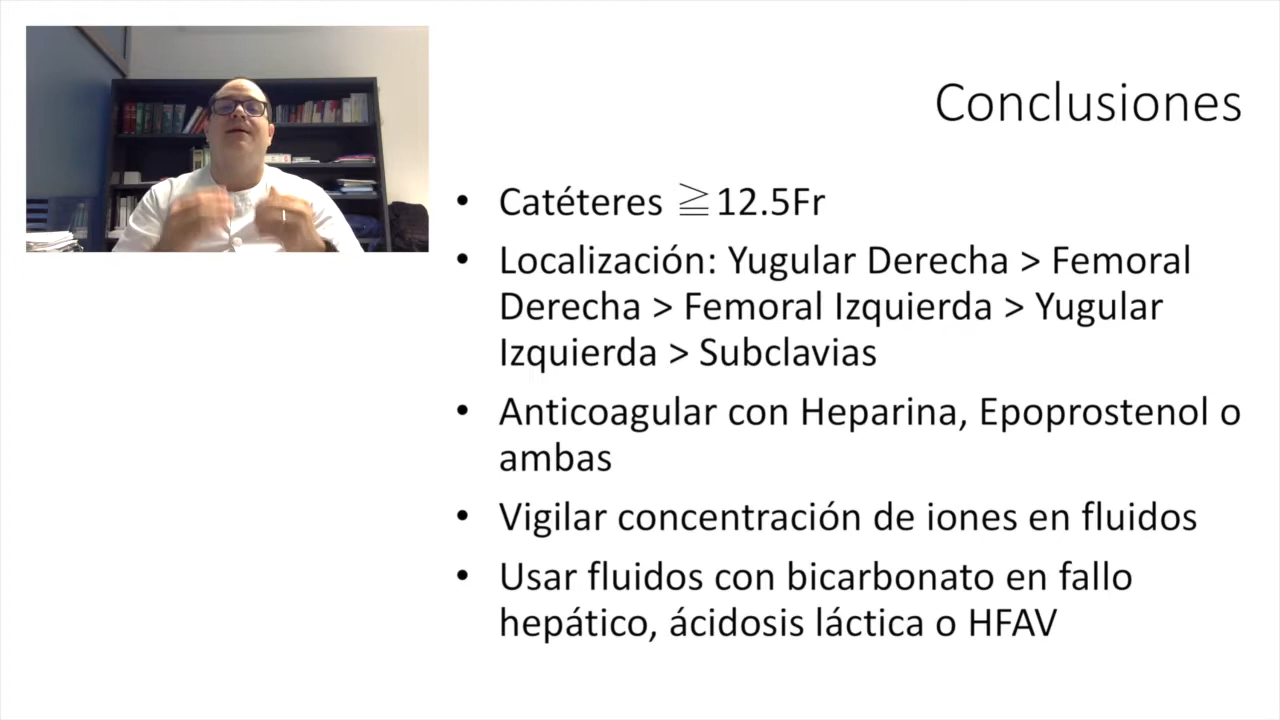 Conclusiones
• Catéteres ≧12.5Fr
• Localización: Yugular Derecha > Femoral
Derecha > Femoral Izquierda > Yugular
Izquierda > Subclavias
• Anticoagular con Heparina, Epoprostenol o
ambas
• Vigilar concentración de iones en fluidos
• Usar fluidos con bicarbonato en fallo
hepático, ácidosis láctica o HFAV